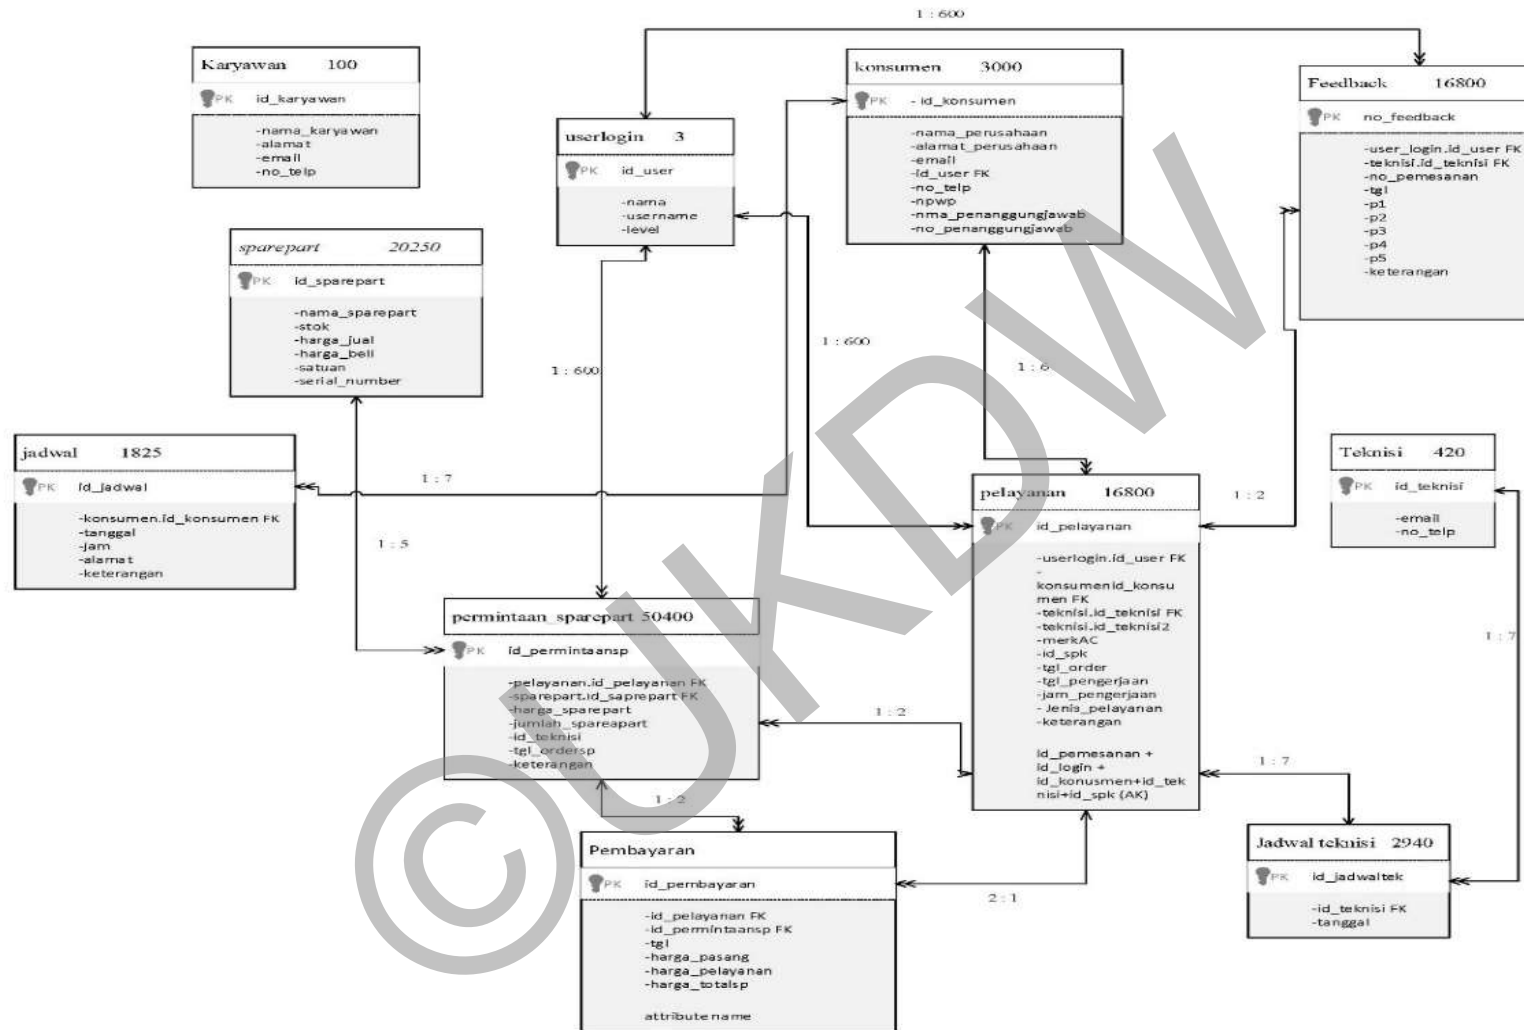 1 : 600
Karyawan 100
PK id_karyawan
-nama_karyawan
-alamat
-email
-no_telp
userlogin 3
PK id_user
-nama
-username
-level
konsumen 3000
PK - id_konsumen
-nama_perusahaan
-alamat_perusahaan
-email
-id_user FK
-no_telp
-npwp
-nma_penanggungjawab
-no_penanggungjawab
Feedback 16800
PK no_feedback
-user_login.id_user FK
-teknisi.id_teknisi FK
-no_pemesanan
-tgl
-p1
-p2
-p3
-p4
-p5
-keterangan
sparepart 20250
PK id_sparepart
-nama_sparepart
-stok
-harga_jual
-harga_beli
-satuan
-serial_number
1 : 600
1 : 600
1 : 6
jadwal 1825
PK id_jadwal
-konsumen.id_konsumen FK
-tanggal
-jam
-alamat
-keterangan
1 : 7
1 : 5
1 : 2
Teknisi 420
PK id_teknisi
-email
-no_telp
1 : 7
pelayanan 16800
PK id_pelayanan
-userlogin.id_user FK
-
konsumenid_konsu
men FK
-teknisi.id_teknisi FK
-teknisi.id_teknisi2
-merkAC
-id_spk
-tgl_order
-tgl_pengerjaan
-jam_pengerjaan
- Jenis_pelayanan
-keterangan
id_pemesanan +
id_login +
id_konusmen+id_tek
nisi+id_spk (AK)
permintaan_sparepart 50400
PK id_permintaansp
-pelayanan.id_pelayanan FK
-sparepart.id_saprepart FK
-harga_sparepart
-jumlah_spareapart
-id_teknisi
-tgl_ordersp
-keterangan
1 : 2
1 : 2
1 : 7
Pembayaran
PK id_pembayaran
-id_pelayanan FK
-id_permintaansp FK
-tgl
-harga_pasang
-harga_pelayanan
-harga_totalsp
attribute name
2 : 1
Jadwal teknisi 2940
PK id_jadwaltek
-id_teknisi FK
-tanggal
©UKDW